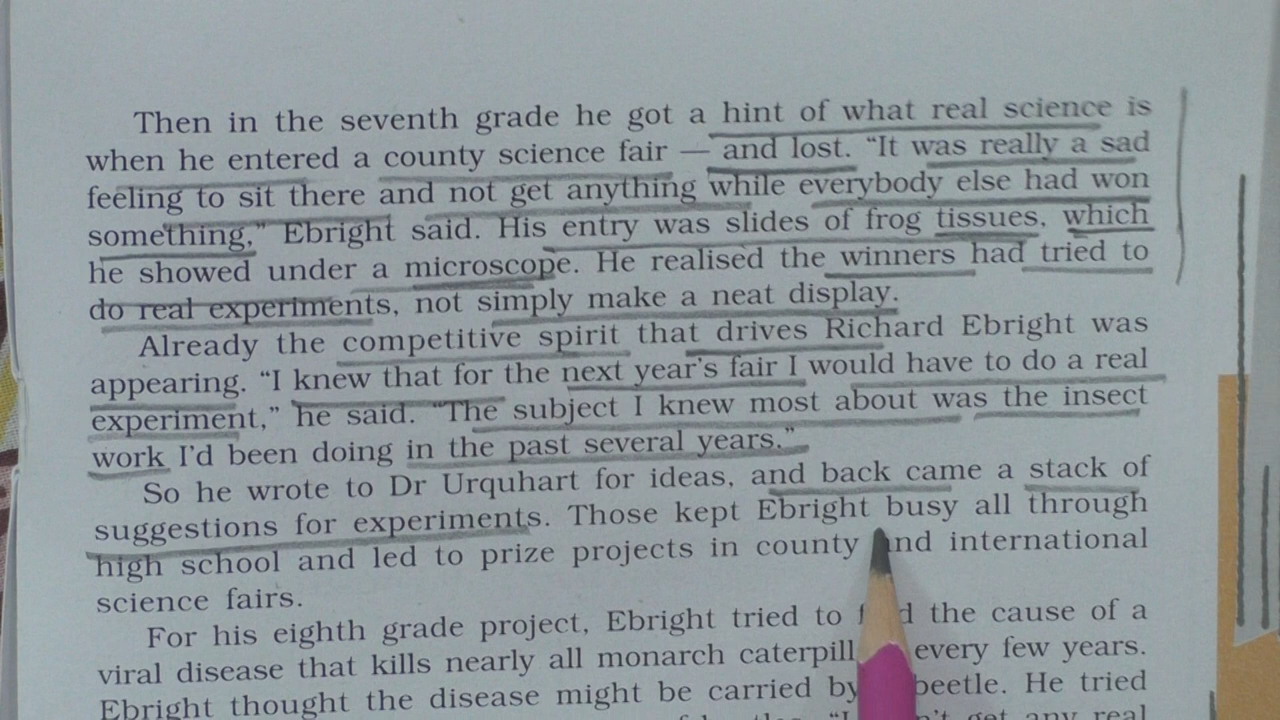 Then in the seventh grade he got a hint of what real science is
when he entered a county science fair — and lost. “It was really a sad
feeling to sit there and not get anything while everybody else had won
something,” Ebright said. His entry was slides of frog tissues, which
he showed under a microscope. He realised the winners had tried to
do real experiments, not simply make a neat display.
Already the competitive spirit that drives Richard Ebright was
appearing. “I knew that for the next year’s fair I would have to do a real
experiment,” he said. “The subject I knew most about was the insect
work I’d been doing in the past several years.”
So he wrote to Dr Urquhart for ideas, and back came a stack of
suggestions for experiments. Those kept Ebright busy all through
high school and led to prize projects in county and international
science fairs.
For his eighth grade project, Ebright tried to the cause of a
viral disease that kills nearly all monarch every few years.
Ebright thought the disease might be carried by beetle. He tried
get any real